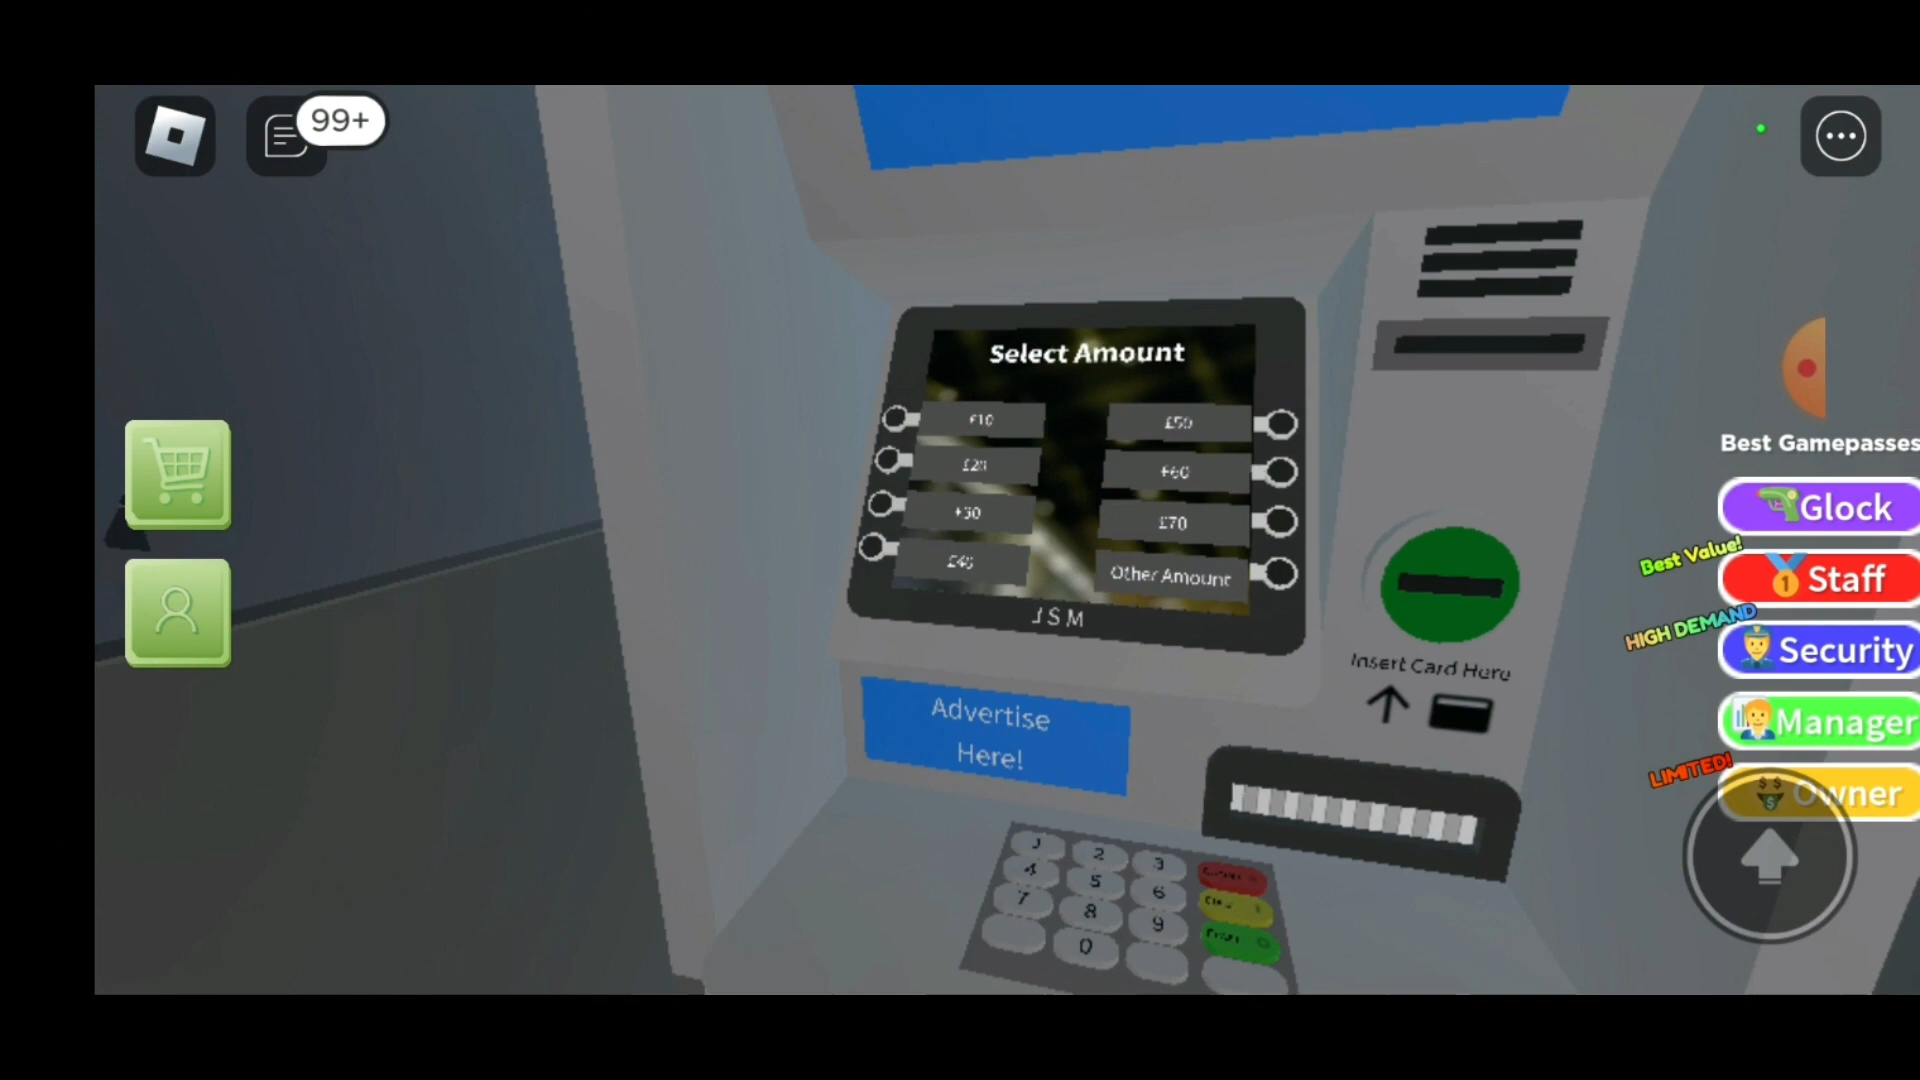 99+
Select Amount
£10
£50
£20
£60
£30
£70
£40
Other Amount
JSM
Insert Card Here
Advertise
Here!
1 2 3
4 5 6
7 8 9
0
Best Gamepasses
Glock
Best Value!
Staff
HIGH DEMAND
Security
Manager
LIMITED!
Owner